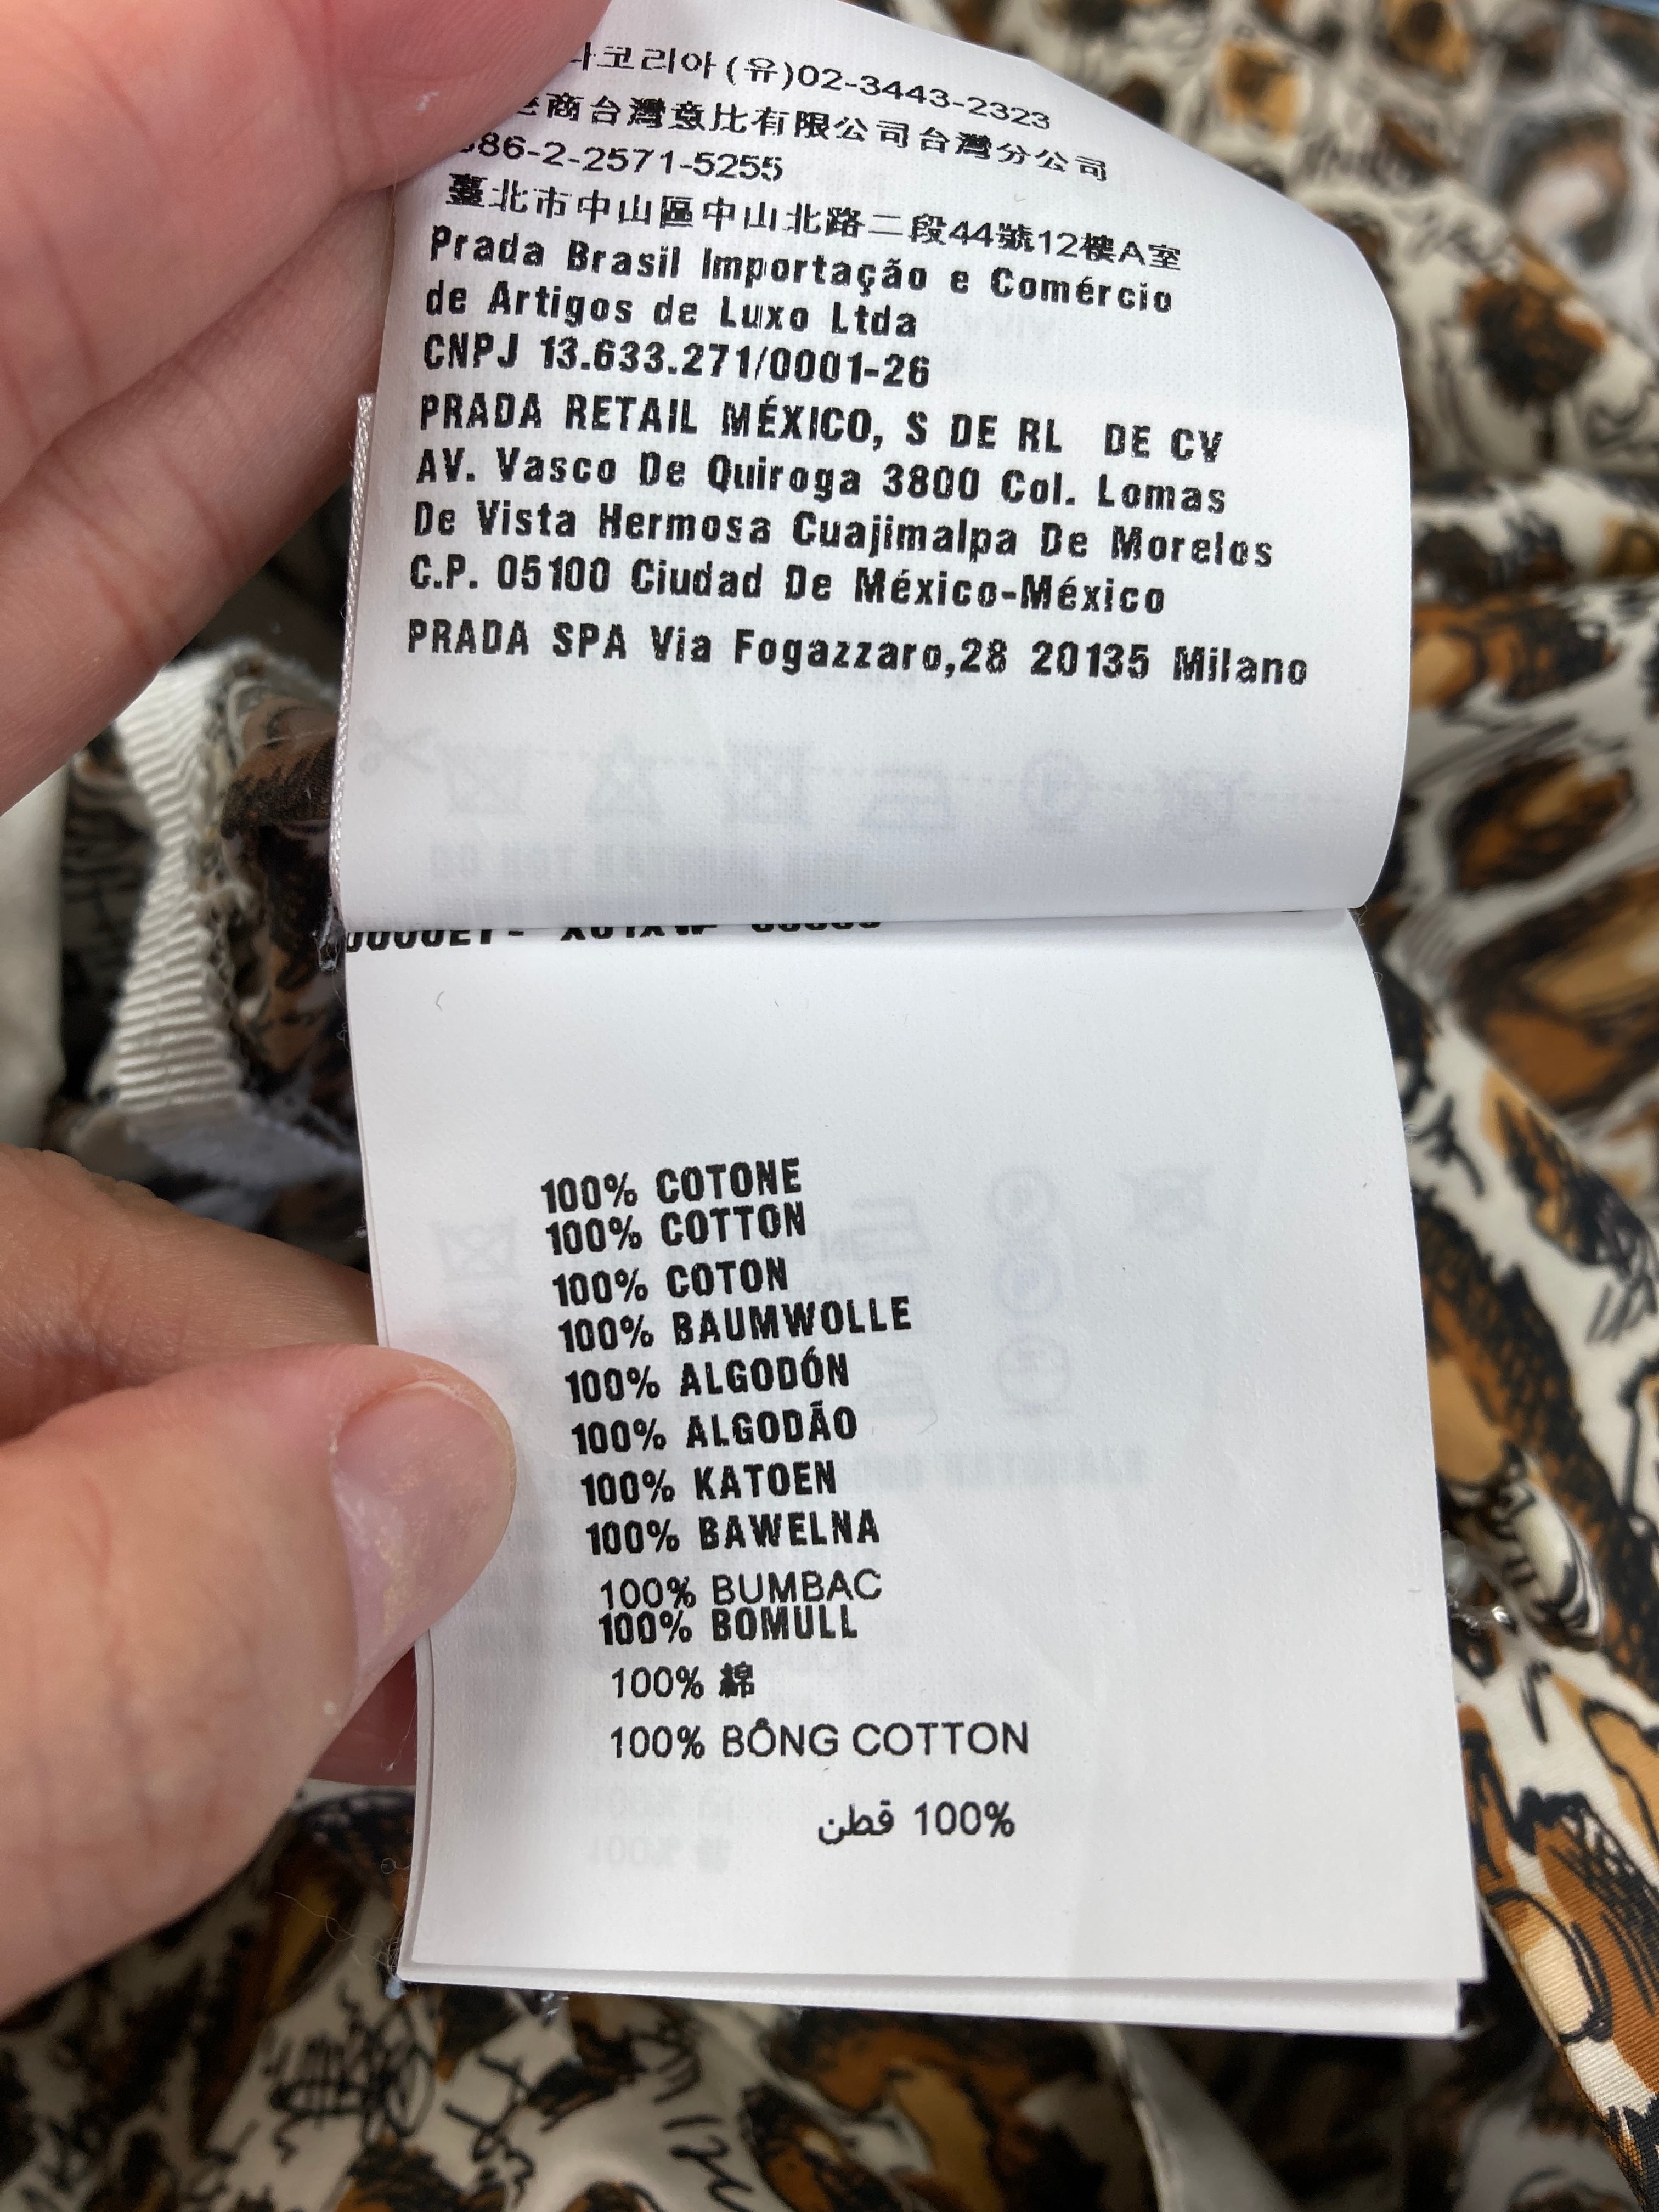 코리아(유)02-3443-2323
商台灣意比有限公司台灣分公司
86-2-2571-5255
臺北市中山區中山北路二段44號12樓A室
Prada Brasil Importação e Comércio
de Artigos de Luxo Ltda
CNPJ 13.633.271/0001-26
PRADA RETAIL MÉXICO, S DE RL DE CV
AV. Vasco De Quiroga 3800 Col. Lomas
De Vista Hermosa Cuajimalpa De Morelos
C.P. 05100 Ciudad De México-México
PRADA SPA Via Fogazzaro,28 20135 Milano
100% COTONE
100% COTTON
100% COTON
100% BAUMWOLLE
100% ALGODÓN
100% ALGODÃO
100% KATOEN
100% BAWELNA
100% BUMBAC
100% BOMULL
100% 綿
100% BÔNG COTTON
100% قطن